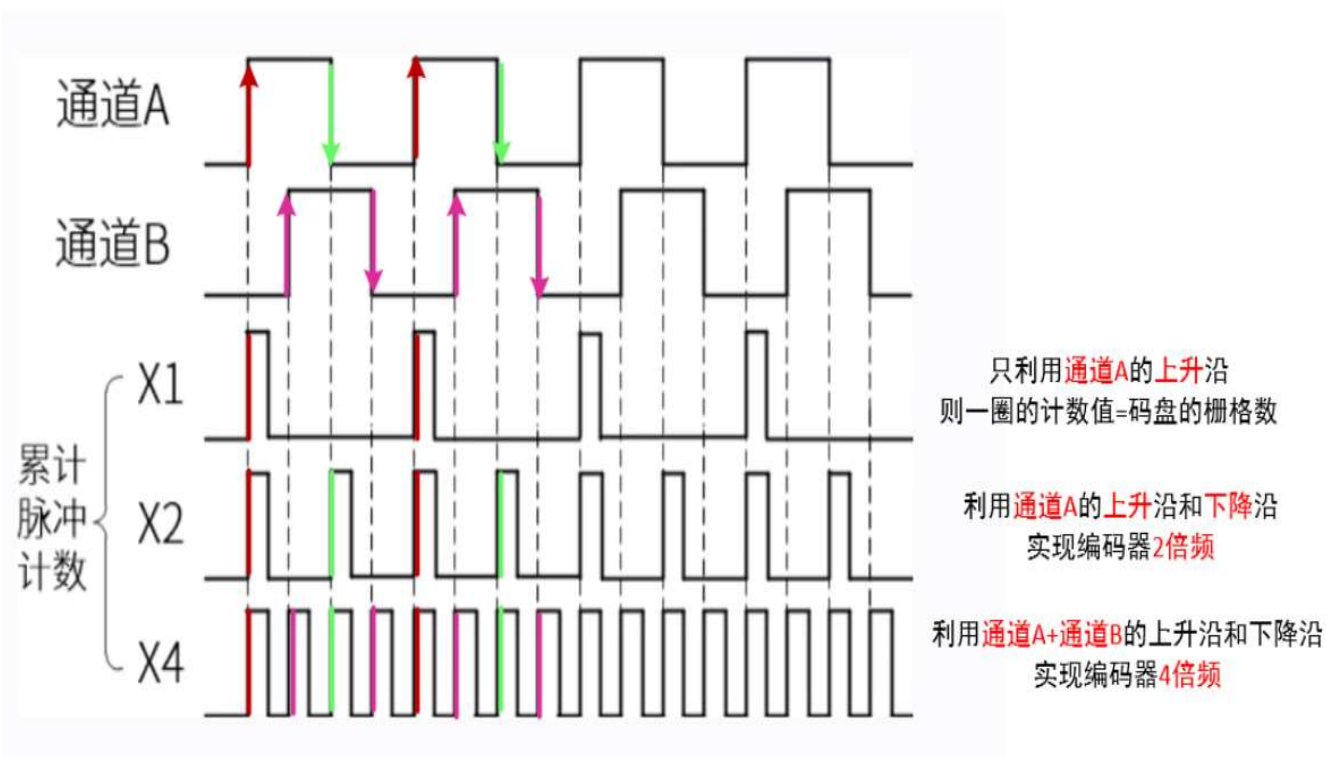 通道A
通道B
X1
只利用通道A的上升沿
则一圈的计数值=码盘的栅格数
累计
脉冲
计数
X2
利用通道A的上升沿和下降沿
实现编码器2倍频
X4
利用通道A+通道B的上升沿和下降沿
实现编码器4倍频